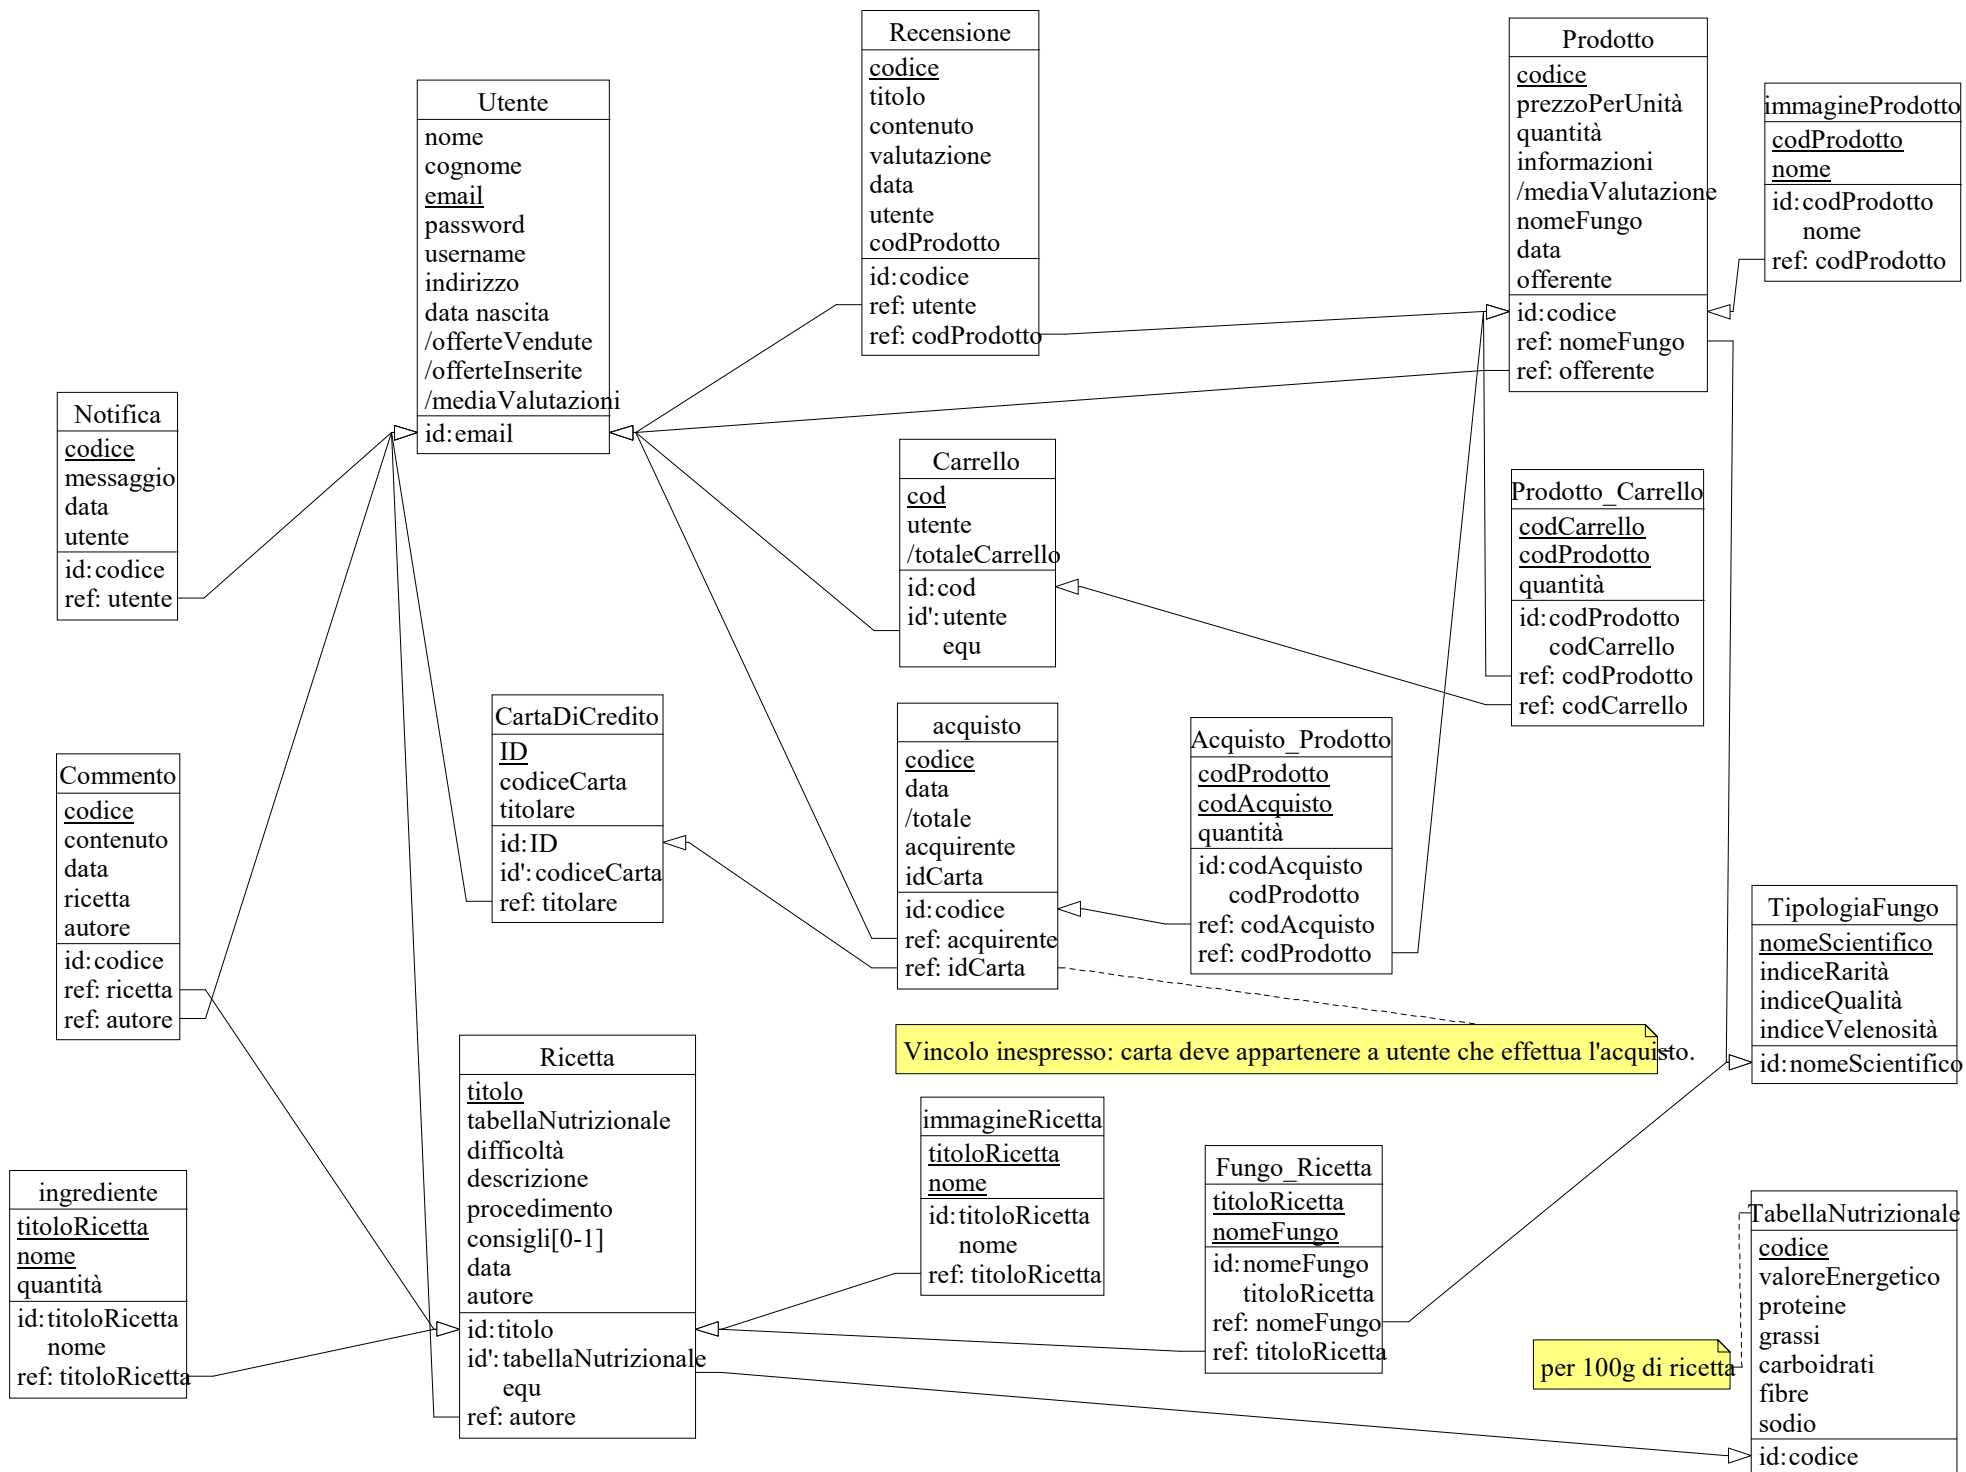 Recensione
codice
titolo
contenuto
valutazione
data
utente
codProdotto
id:codice
ref: utente
ref: codProdotto
Prodotto
codice
prezzoPerUnità
quantità
informazioni
/mediaValutazione
nomeFungo
data
offerente
id:codice
ref: nomeFungo
ref: offerente
immagineProdotto
codProdotto
nome
id:codProdotto
nome
ref: codProdotto
Utente
nome
cognome
email
password
username
indirizzo
data nascita
/offerteVendute
/offerteInserite
/mediaValutazioni
id:email
Notifica
codice
messaggio
data
utente
id:codice
ref: utente
Carrello
cod
utente
/totaleCarrello
id:cod
id':utente
equ
Prodotto_Carrello
codCarrello
codProdotto
quantità
id:codProdotto
codCarrello
ref: codProdotto
ref: codCarrello
CartaDiCredito
ID
codiceCarta
titolare
id:ID
id':codiceCarta
ref: titolare
acquisto
codice
data
/totale
acquirente
idCarta
id:codice
ref: acquirente
ref: idCarta
Acquisto_Prodotto
codProdotto
codAcquisto
quantità
id:codAcquisto
codProdotto
ref: codAcquisto
ref: codProdotto
Commento
codice
contenuto
data
ricetta
autore
id:codice
ref: ricetta
ref: autore
TipologiaFungo
nomeScientifico
indiceRarità
indiceQualità
indiceVelenosità
id:nomeScientifico
Vincolo inespresso: carta deve appartenere a utente che effettua l'acquisto.
Ricetta
titolo
tabellaNutrizionale
difficoltà
descrizione
procedimento
consigli[0-1]
data
autore
id:titolo
id':tabellaNutrizionale
equ
ref: autore
immagineRicetta
titoloRicetta
nome
id:titoloRicetta
nome
ref: titoloRicetta
Fungo_Ricetta
titoloRicetta
nomeFungo
id:nomeFungo
titoloRicetta
ref: nomeFungo
ref: titoloRicetta
ingrediente
titoloRicetta
nome
quantità
id:titoloRicetta
nome
ref: titoloRicetta
TabellaNutrizionale
codice
valoreEnergetico
proteine
grassi
carboidrati
fibre
sodio
id:codice
per 100g di ricetta